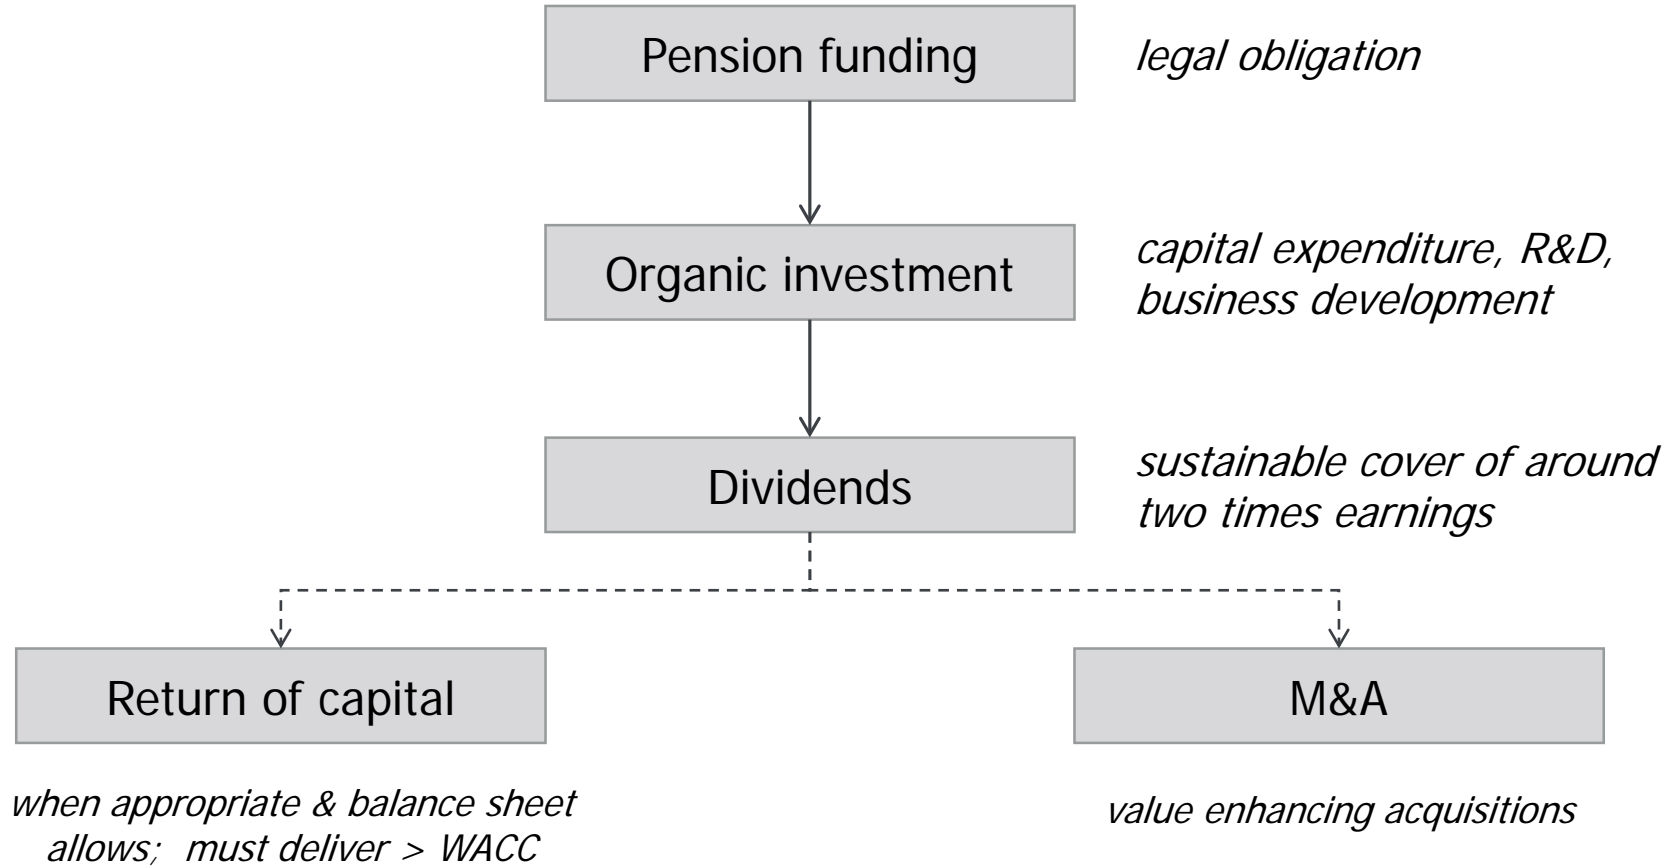 Pension funding
legal obligation
Organic investment
capital expenditure, R&D,
business development
Dividends
sustainable cover of around
two times earnings
Return of capital
M&A
when appropriate & balance sheet
allows;  must deliver > WACC
value enhancing acquisitions